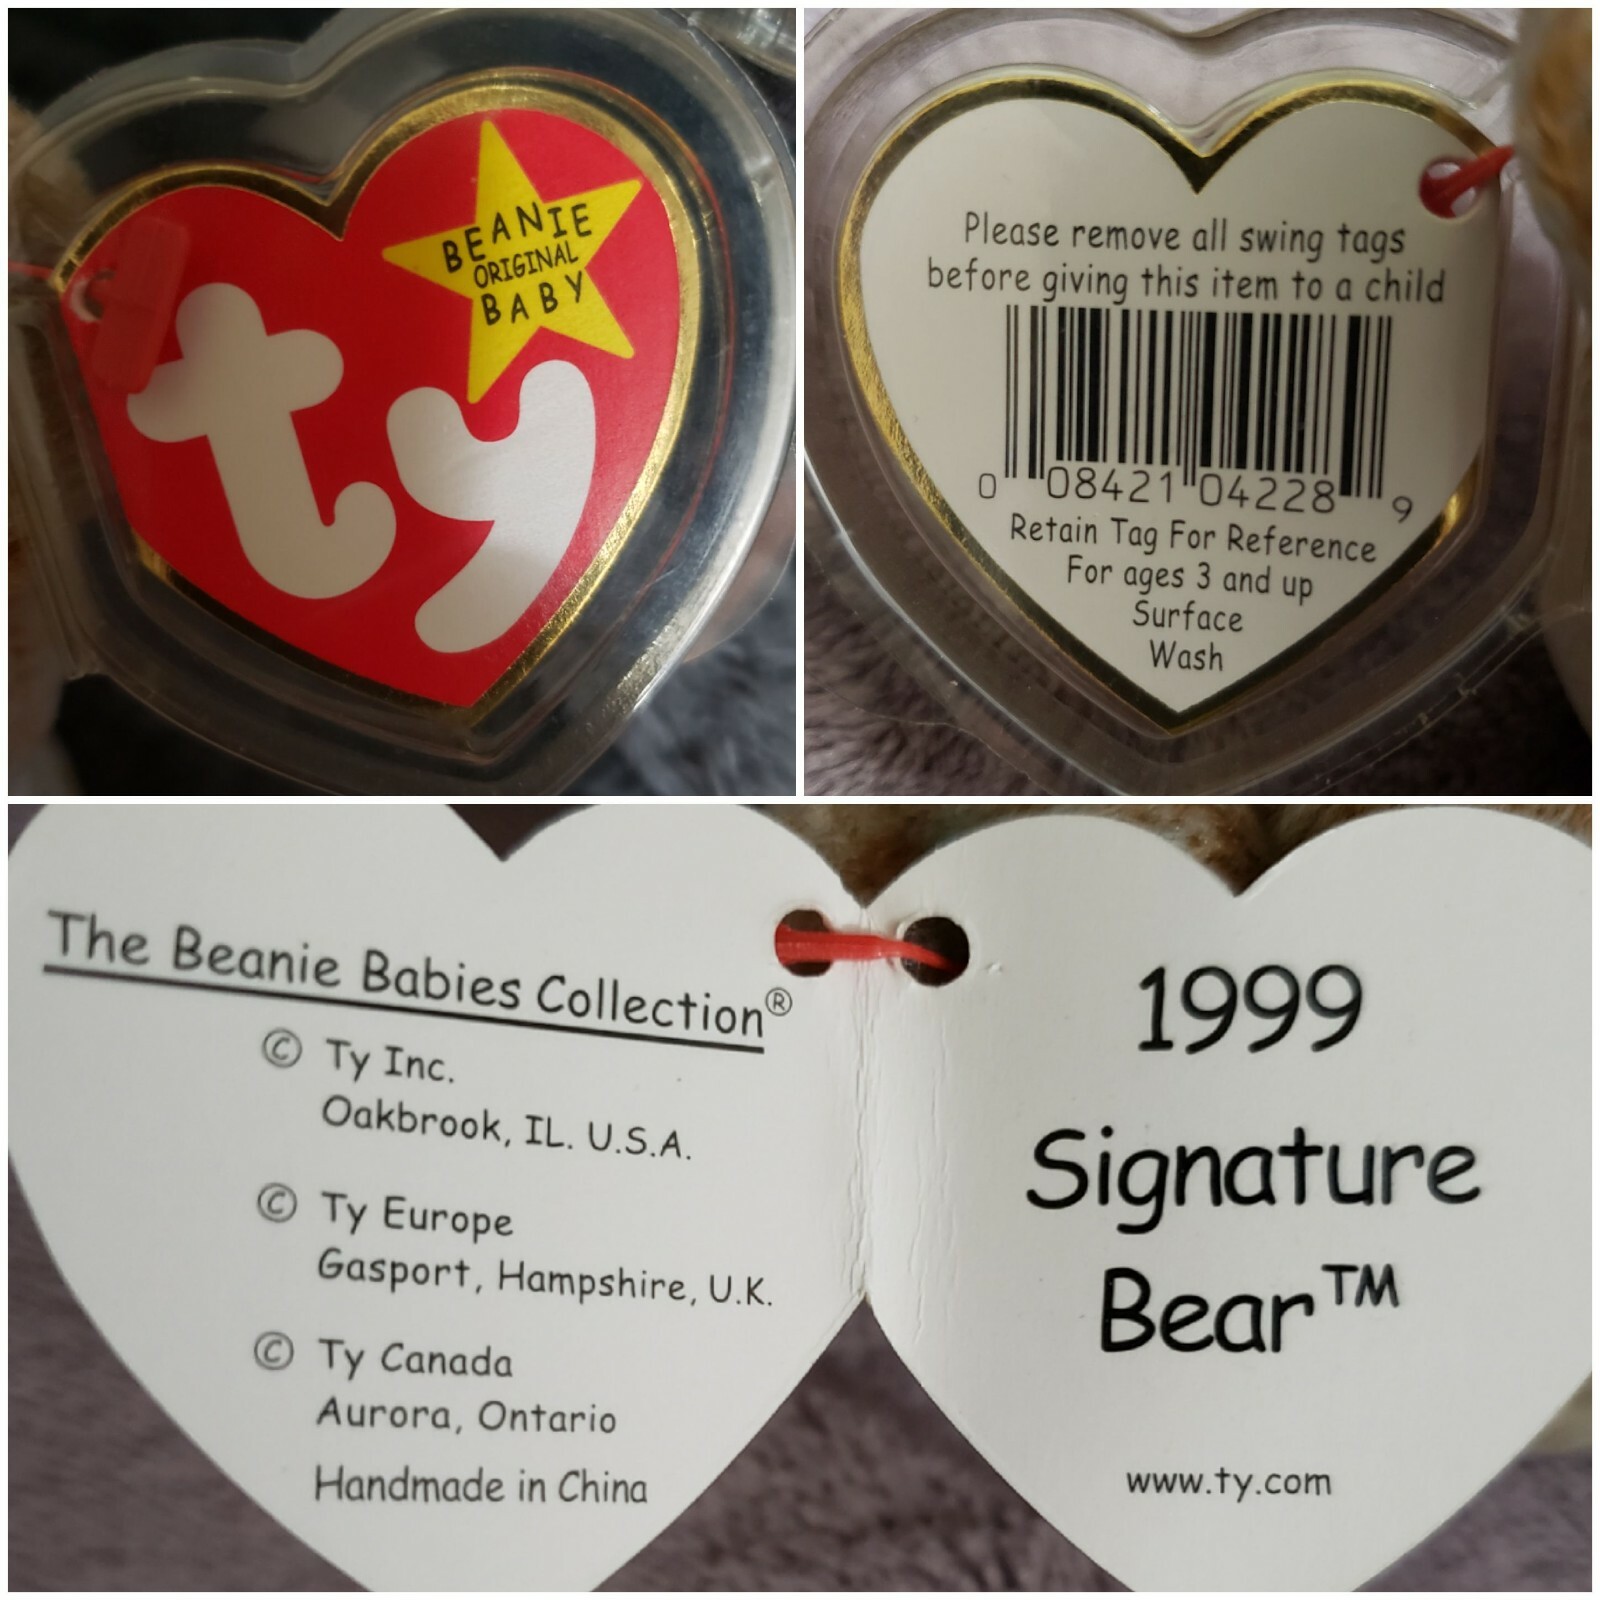 BEANIE
ORIGINAL
BABY
ty
Please remove all swing tags
before giving this item to a child
0 08421 04228 9
Retain Tag For Reference
For ages 3 and up
Surface
Wash
The Beanie Babies Collection®
© Ty Inc.
Oakbrook, IL. U.S.A.
© Ty Europe
Gasport, Hampshire, U.K.
© Ty Canada
Aurora, Ontario
Handmade in China
1999
Signature
Bear™
www.ty.com